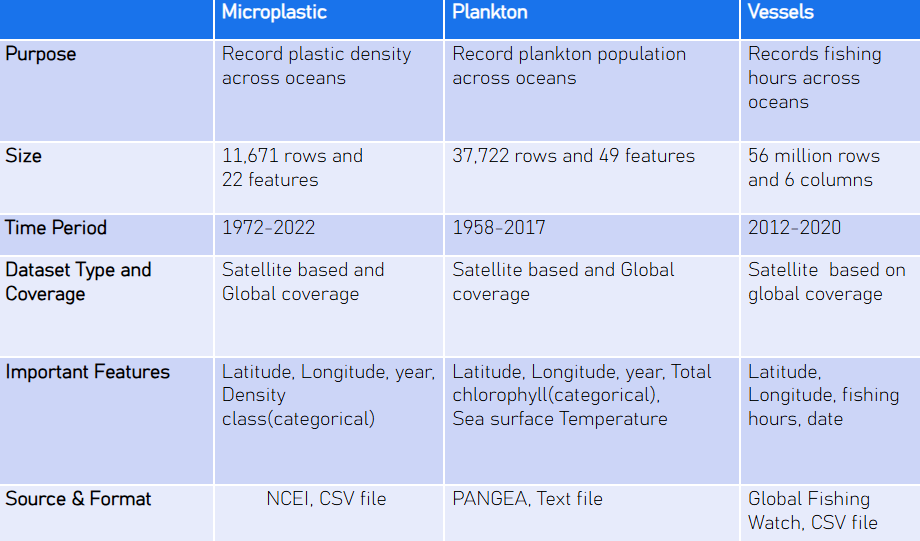 Microplastic Plankton Vessels
Purpose Record plastic density Record plankton population Records fishing
across oceans across oceans hours across
oceans
Size 11,671 rows and 37,722 rows and 49 features 56 million rows
22 features and 6 columns
Time Period 1972-2022 1958-2017 2012-2020
Dataset Type and Satellite based and Satellite based and Global Satellite based on
Coverage Global coverage coverage global coverage
Important Features Latitude, Longitude, year, Latitude, Longitude, year, Total Latitude,
Density chlorophyll(categorical), Longitude, fishing
class(categorical) Sea surface Temperature hours, date
Source & Format NCEI, CSV file PANGEA, Text file Global Fishing
Watch, CSV file